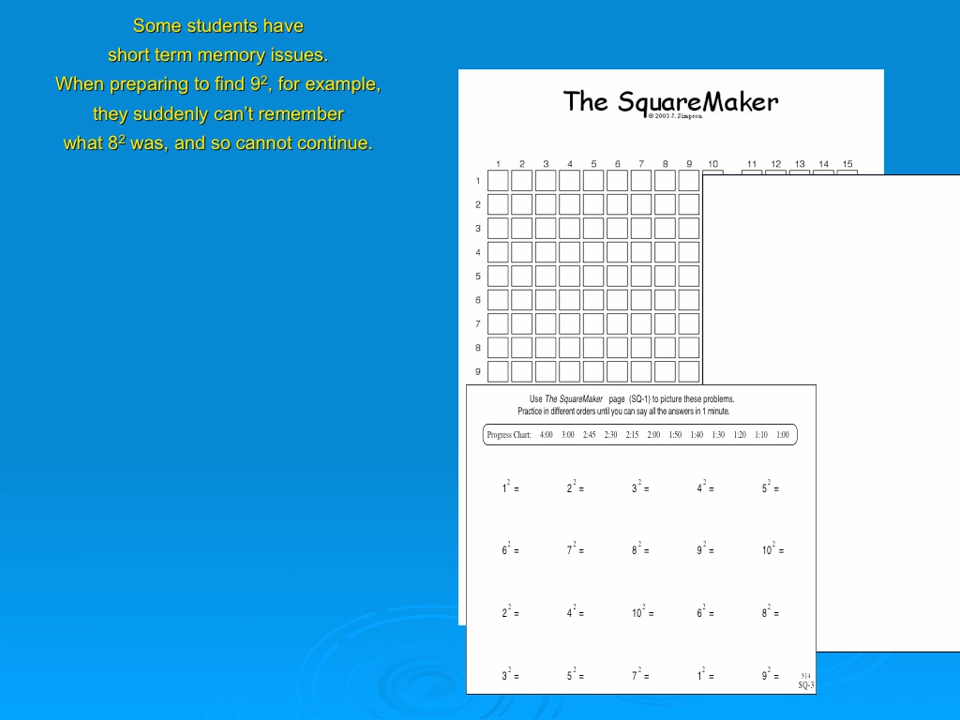 Some students have
short term memory issues.
When preparing to find 9², for example,
they suddenly can't remember
what 8² was, and so cannot continue.
The SquareMaker
© 2003 J. Simpson
1 2 3 4 5 6 7 8 9 10 11 12 13 14 15
1
2
3
4
5
6
7
8
9
Use The SquareMaker page (SQ-1) to picture these problems.
Practice in different orders until you can say all the answers in 1 minute.
Progress Chart: 4:00 3:00 2:45 2:30 2:15 2:00 1:50 1:40 1:30 1:20 1:10 1:00
1² = 2² = 3² = 4² = 5² =
6² = 7² = 8² = 9² = 10² =
2² = 4² = 10² = 6² = 8² =
3² = 5² = 7² = 1² = 9² =
514
SQ-3